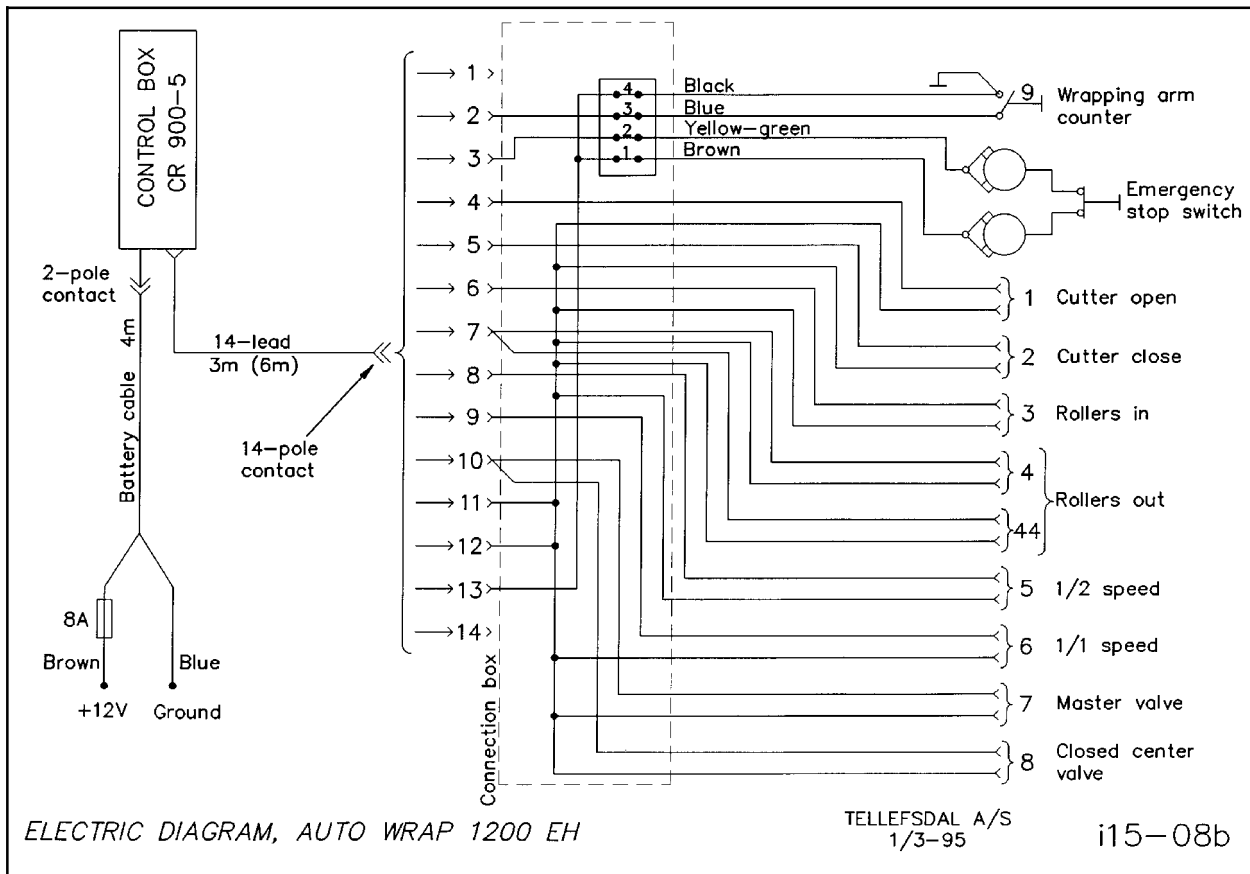 CONTROL BOX
CR 900-5
2-pole
contact
Battery cable 4m
8A
Brown
Blue
+12V
Ground
14-lead
3m (6m)
14-pole
contact
1
2
3
4
5
6
7
8
9
10
11
12
13
14
Connection box
4
3
2
1
Black
Blue
Yellow-green
Brown
9 Wrapping arm
counter
Emergency
stop switch
1 Cutter open
2 Cutter close
3 Rollers in
4
Rollers out
44
5 1/2 speed
6 1/1 speed
7 Master valve
8 Closed center
valve
ELECTRIC DIAGRAM, AUTO WRAP 1200 EH
TELLEFSDAL A/S
1/3-95
i15-08b